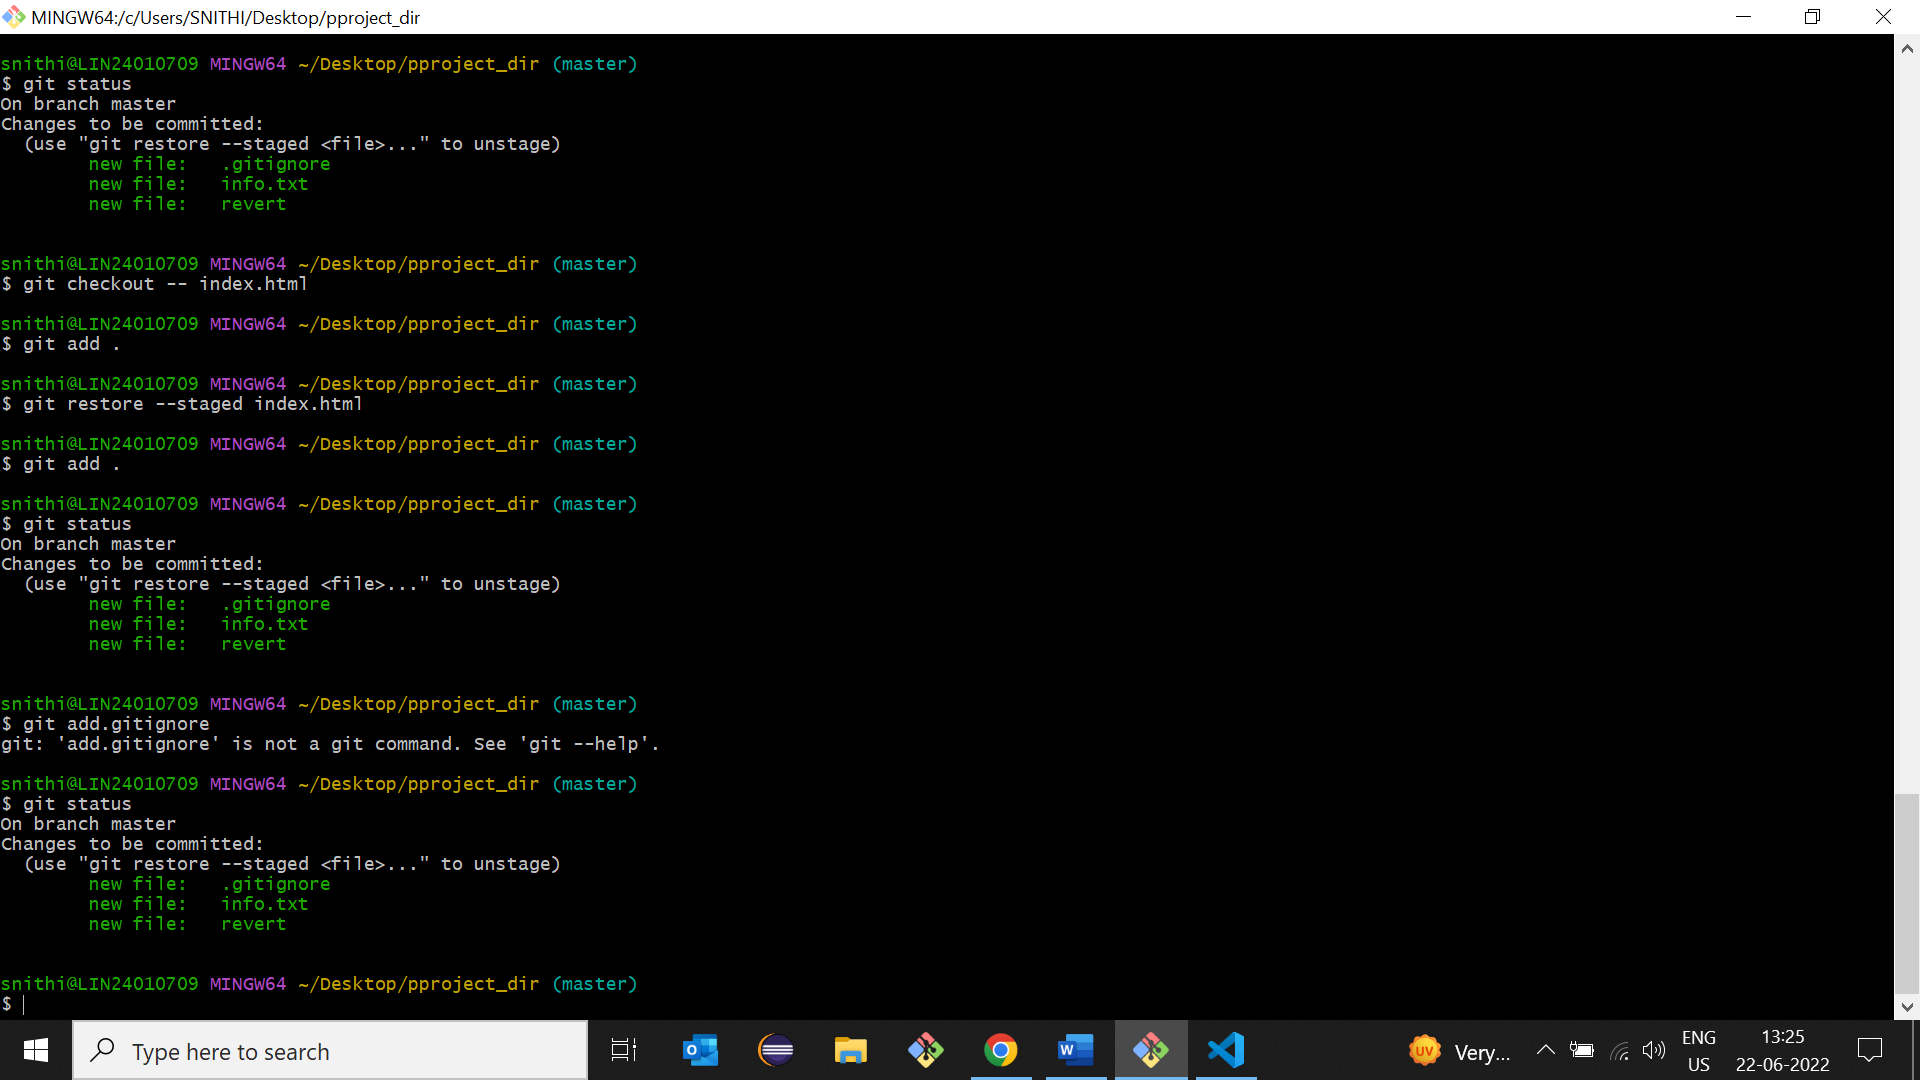 MINGW64:/c/Users/SNITHI/Desktop/pproject_dir
snithi@LIN24010709 MINGW64 ~/Desktop/pproject_dir (master)
$ git status
On branch master
Changes to be committed:
  (use "git restore --staged <file>..." to unstage)
        new file:   .gitignore
        new file:   info.txt
        new file:   revert
snithi@LIN24010709 MINGW64 ~/Desktop/pproject_dir (master)
$ git checkout -- index.html
snithi@LIN24010709 MINGW64 ~/Desktop/pproject_dir (master)
$ git add .
snithi@LIN24010709 MINGW64 ~/Desktop/pproject_dir (master)
$ git restore --staged index.html
snithi@LIN24010709 MINGW64 ~/Desktop/pproject_dir (master)
$ git add .
snithi@LIN24010709 MINGW64 ~/Desktop/pproject_dir (master)
$ git status
On branch master
Changes to be committed:
  (use "git restore --staged <file>..." to unstage)
        new file:   .gitignore
        new file:   info.txt
        new file:   revert
snithi@LIN24010709 MINGW64 ~/Desktop/pproject_dir (master)
$ git add.gitignore
git: 'add.gitignore' is not a git command. See 'git --help'.
snithi@LIN24010709 MINGW64 ~/Desktop/pproject_dir (master)
$ git status
On branch master
Changes to be committed:
  (use "git restore --staged <file>..." to unstage)
        new file:   .gitignore
        new file:   info.txt
        new file:   revert
snithi@LIN24010709 MINGW64 ~/Desktop/pproject_dir (master)
$
Type here to search
O
W
UV
Very...
ENG
US
13:25
22-06-2022